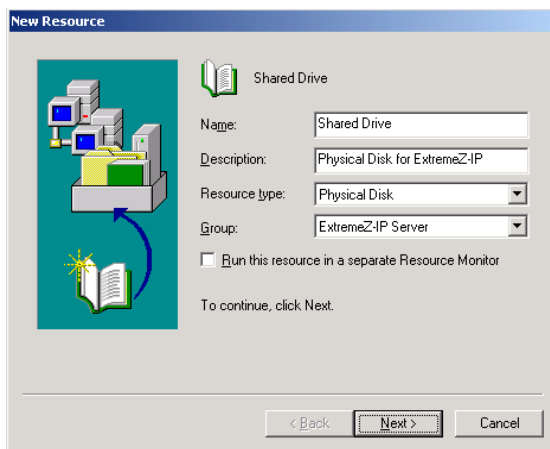 New Resource
Shared Drive
Name: Shared Drive
Description: Physical Disk for ExtremeZ-IP
Resource type: Physical Disk
Group: ExtremeZ-IP Server
Run this resource in a separate Resource Monitor
To continue, click Next.
< Back Next > Cancel